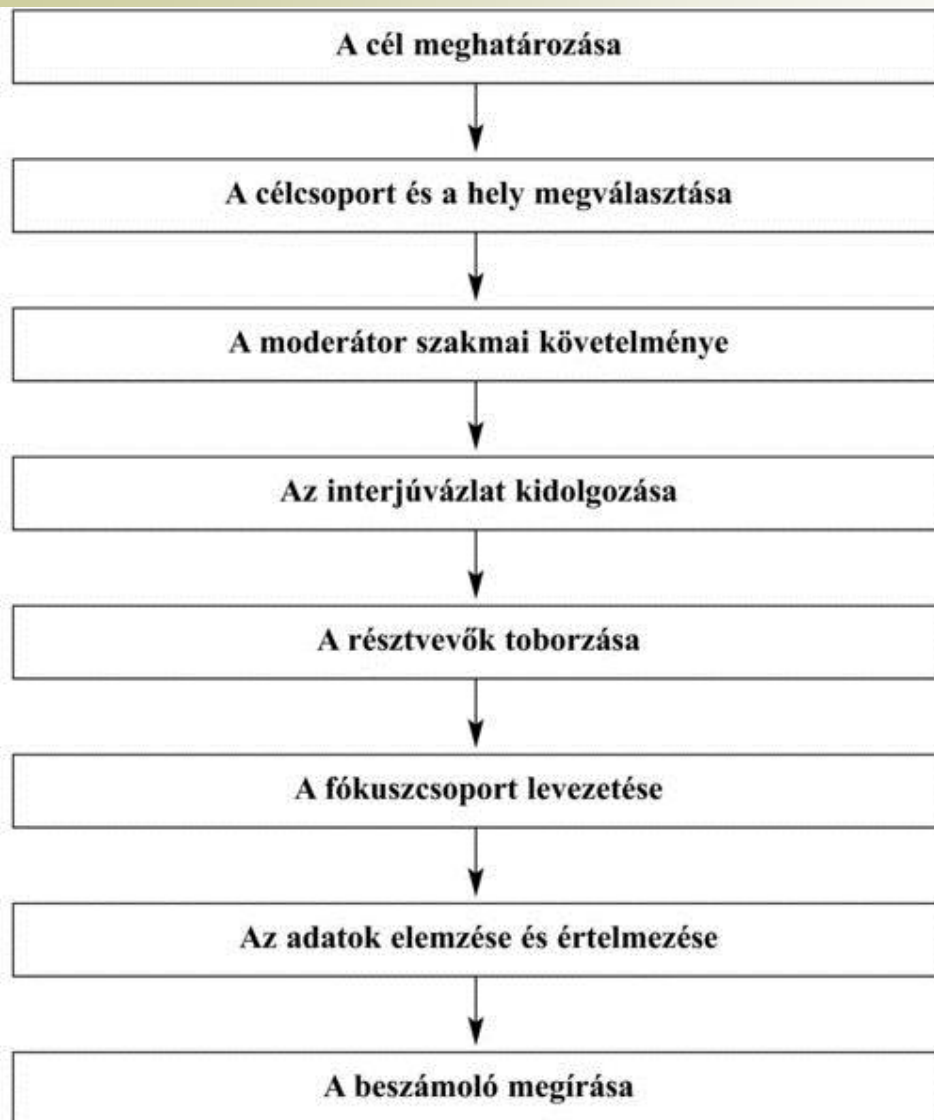 A cél meghatározása
A célcsoport és a hely megválasztása
A moderátor szakmai követelménye
Az interjúvázlat kidolgozása
A résztvevők toborzása
A fókuszcsoport levezetése
Az adatok elemzése és értelmezése
A beszámoló megírása